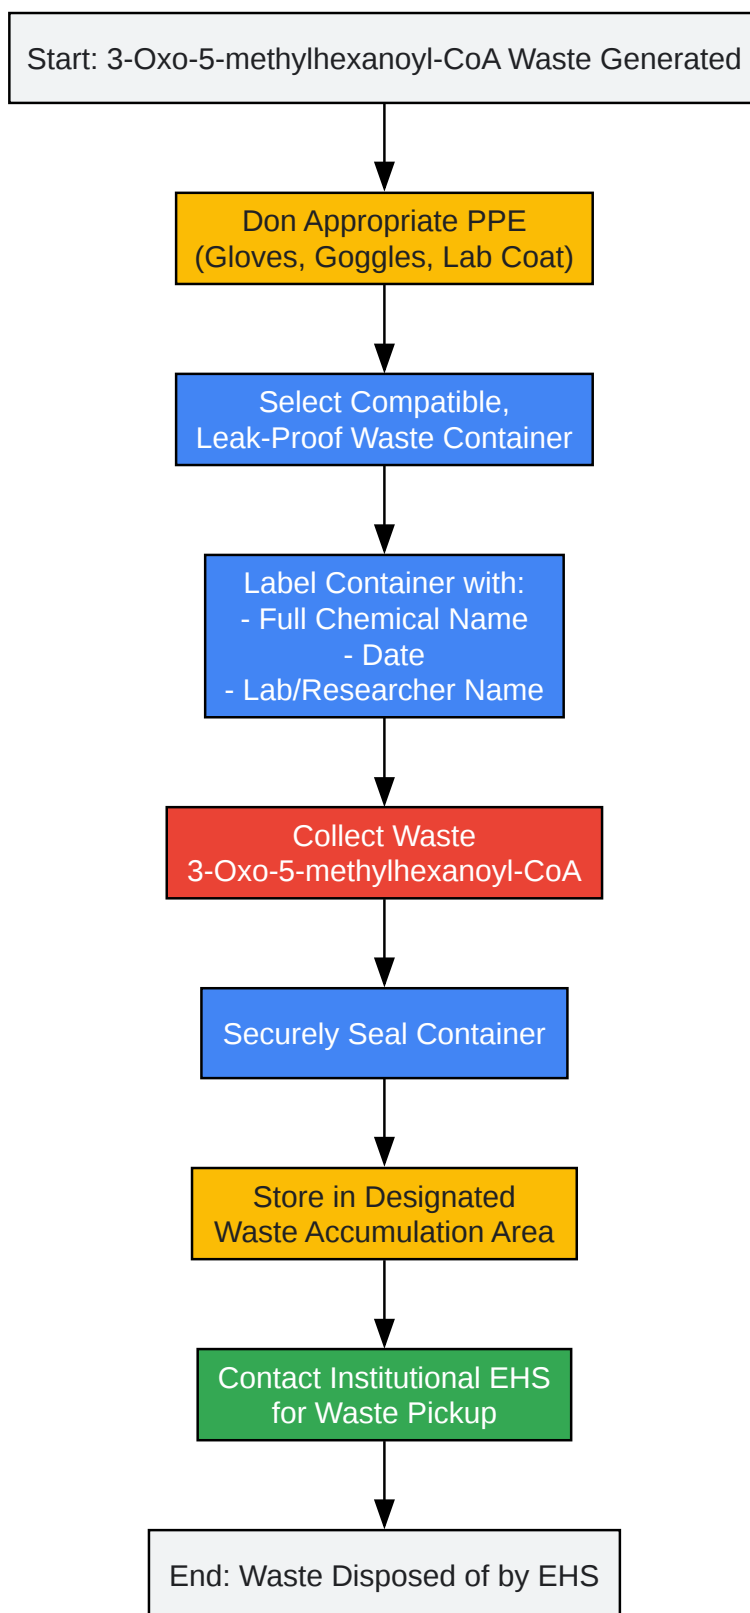 Start: 3-Oxo-5-methylhexanoyl-CoA Waste Generated
Don Appropriate PPE
(Gloves, Goggles, Lab Coat)
Select Compatible,
Leak-Proof Waste Container
Label Container with:
- Full Chemical Name
- Date
- Lab/Researcher Name
Collect Waste
3-Oxo-5-methylhexanoyl-CoA
Securely Seal Container
Store in Designated
Waste Accumulation Area
Contact Institutional EHS
for Waste Pickup
End: Waste Disposed of by EHS